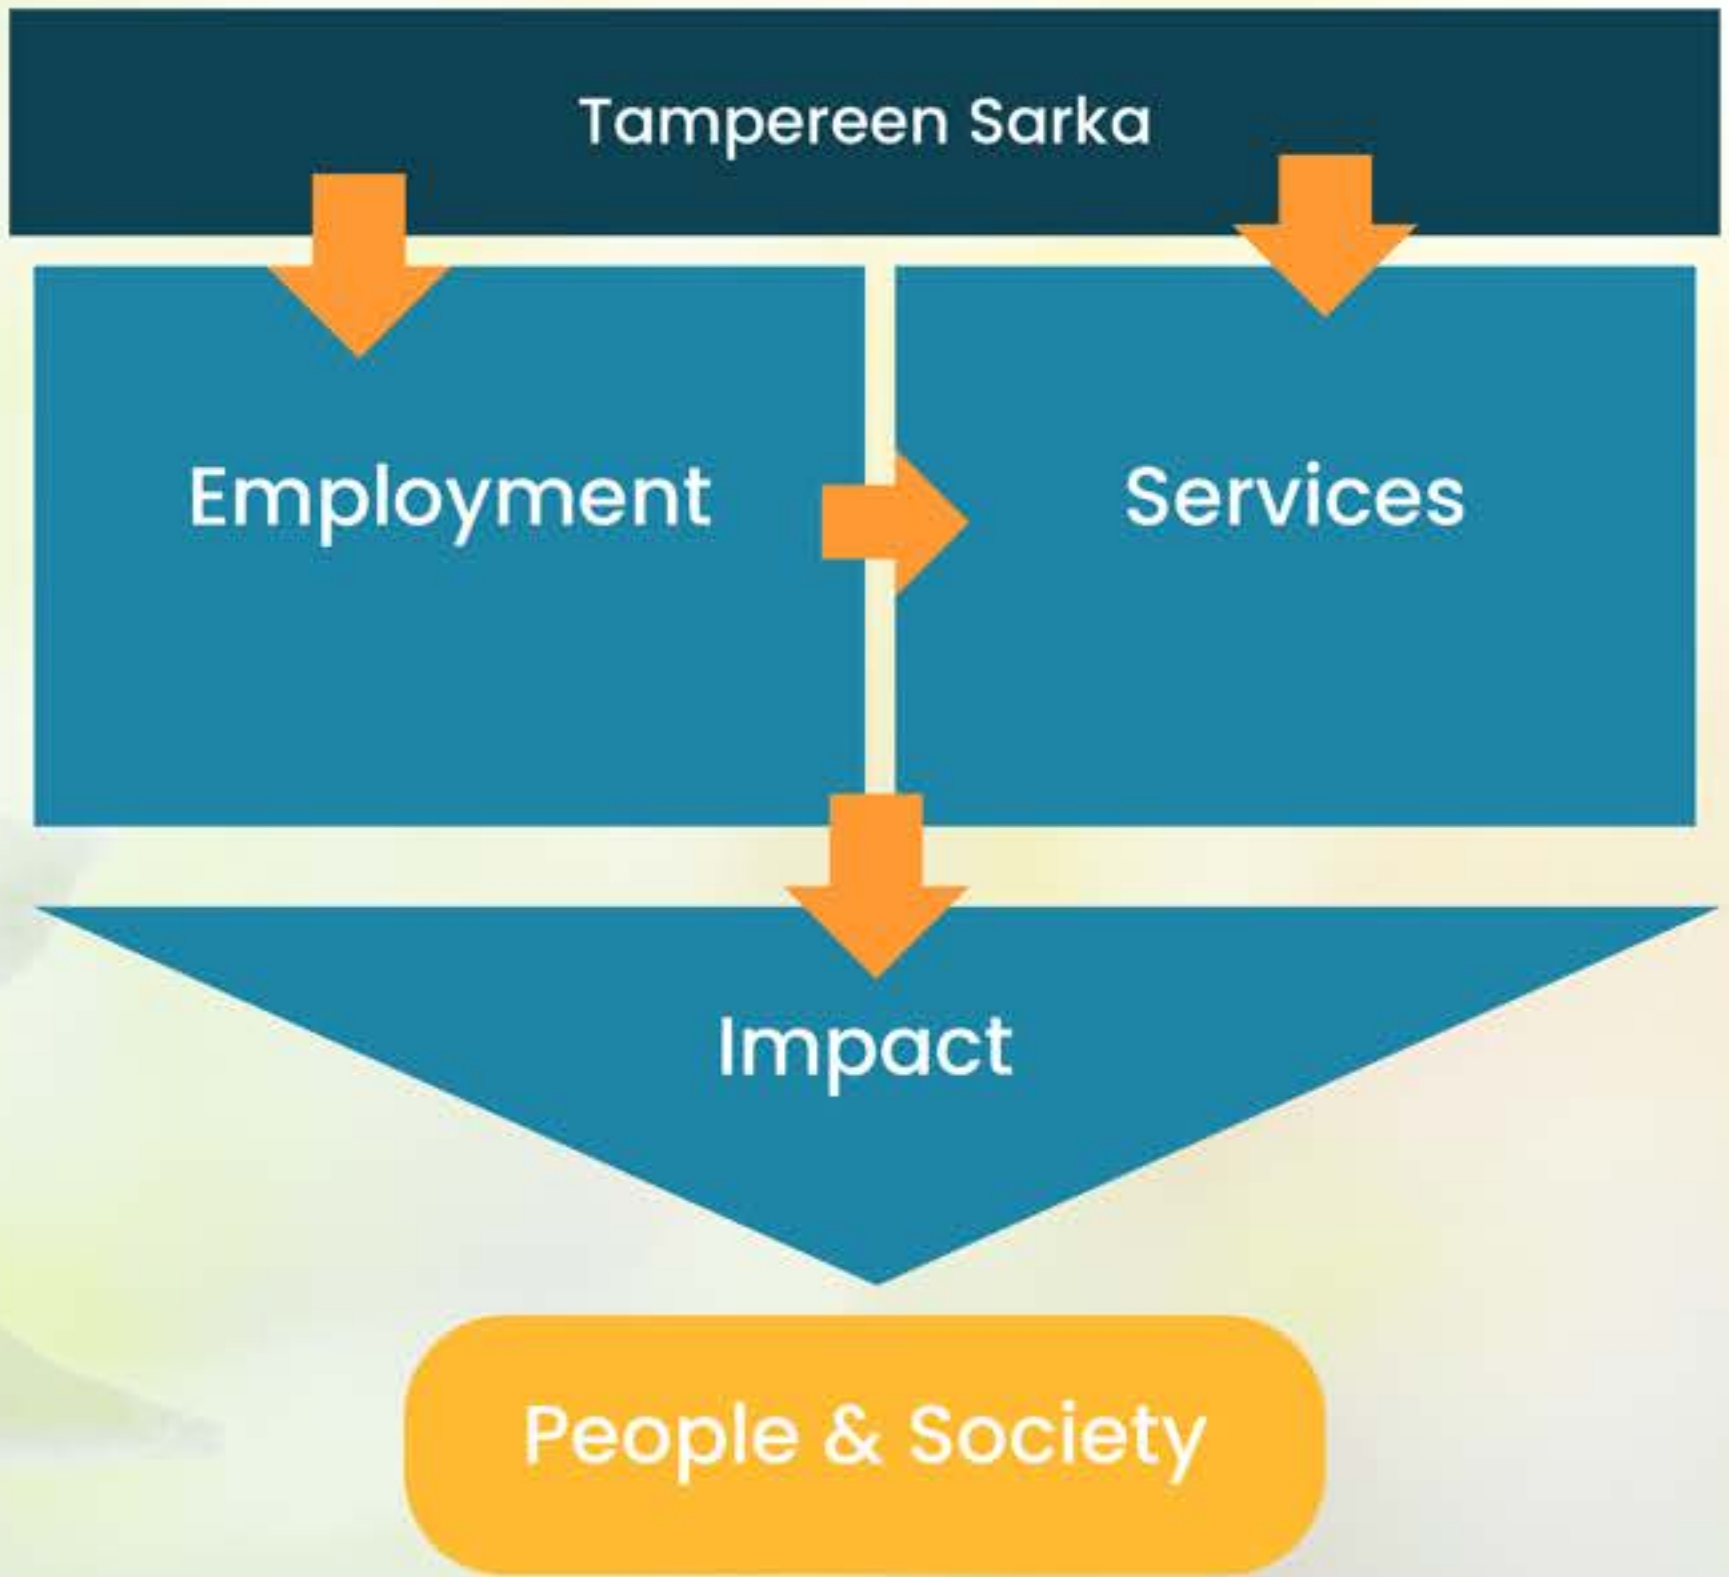 Tampereen Sarka
Employment
Services
Impact
People & Society